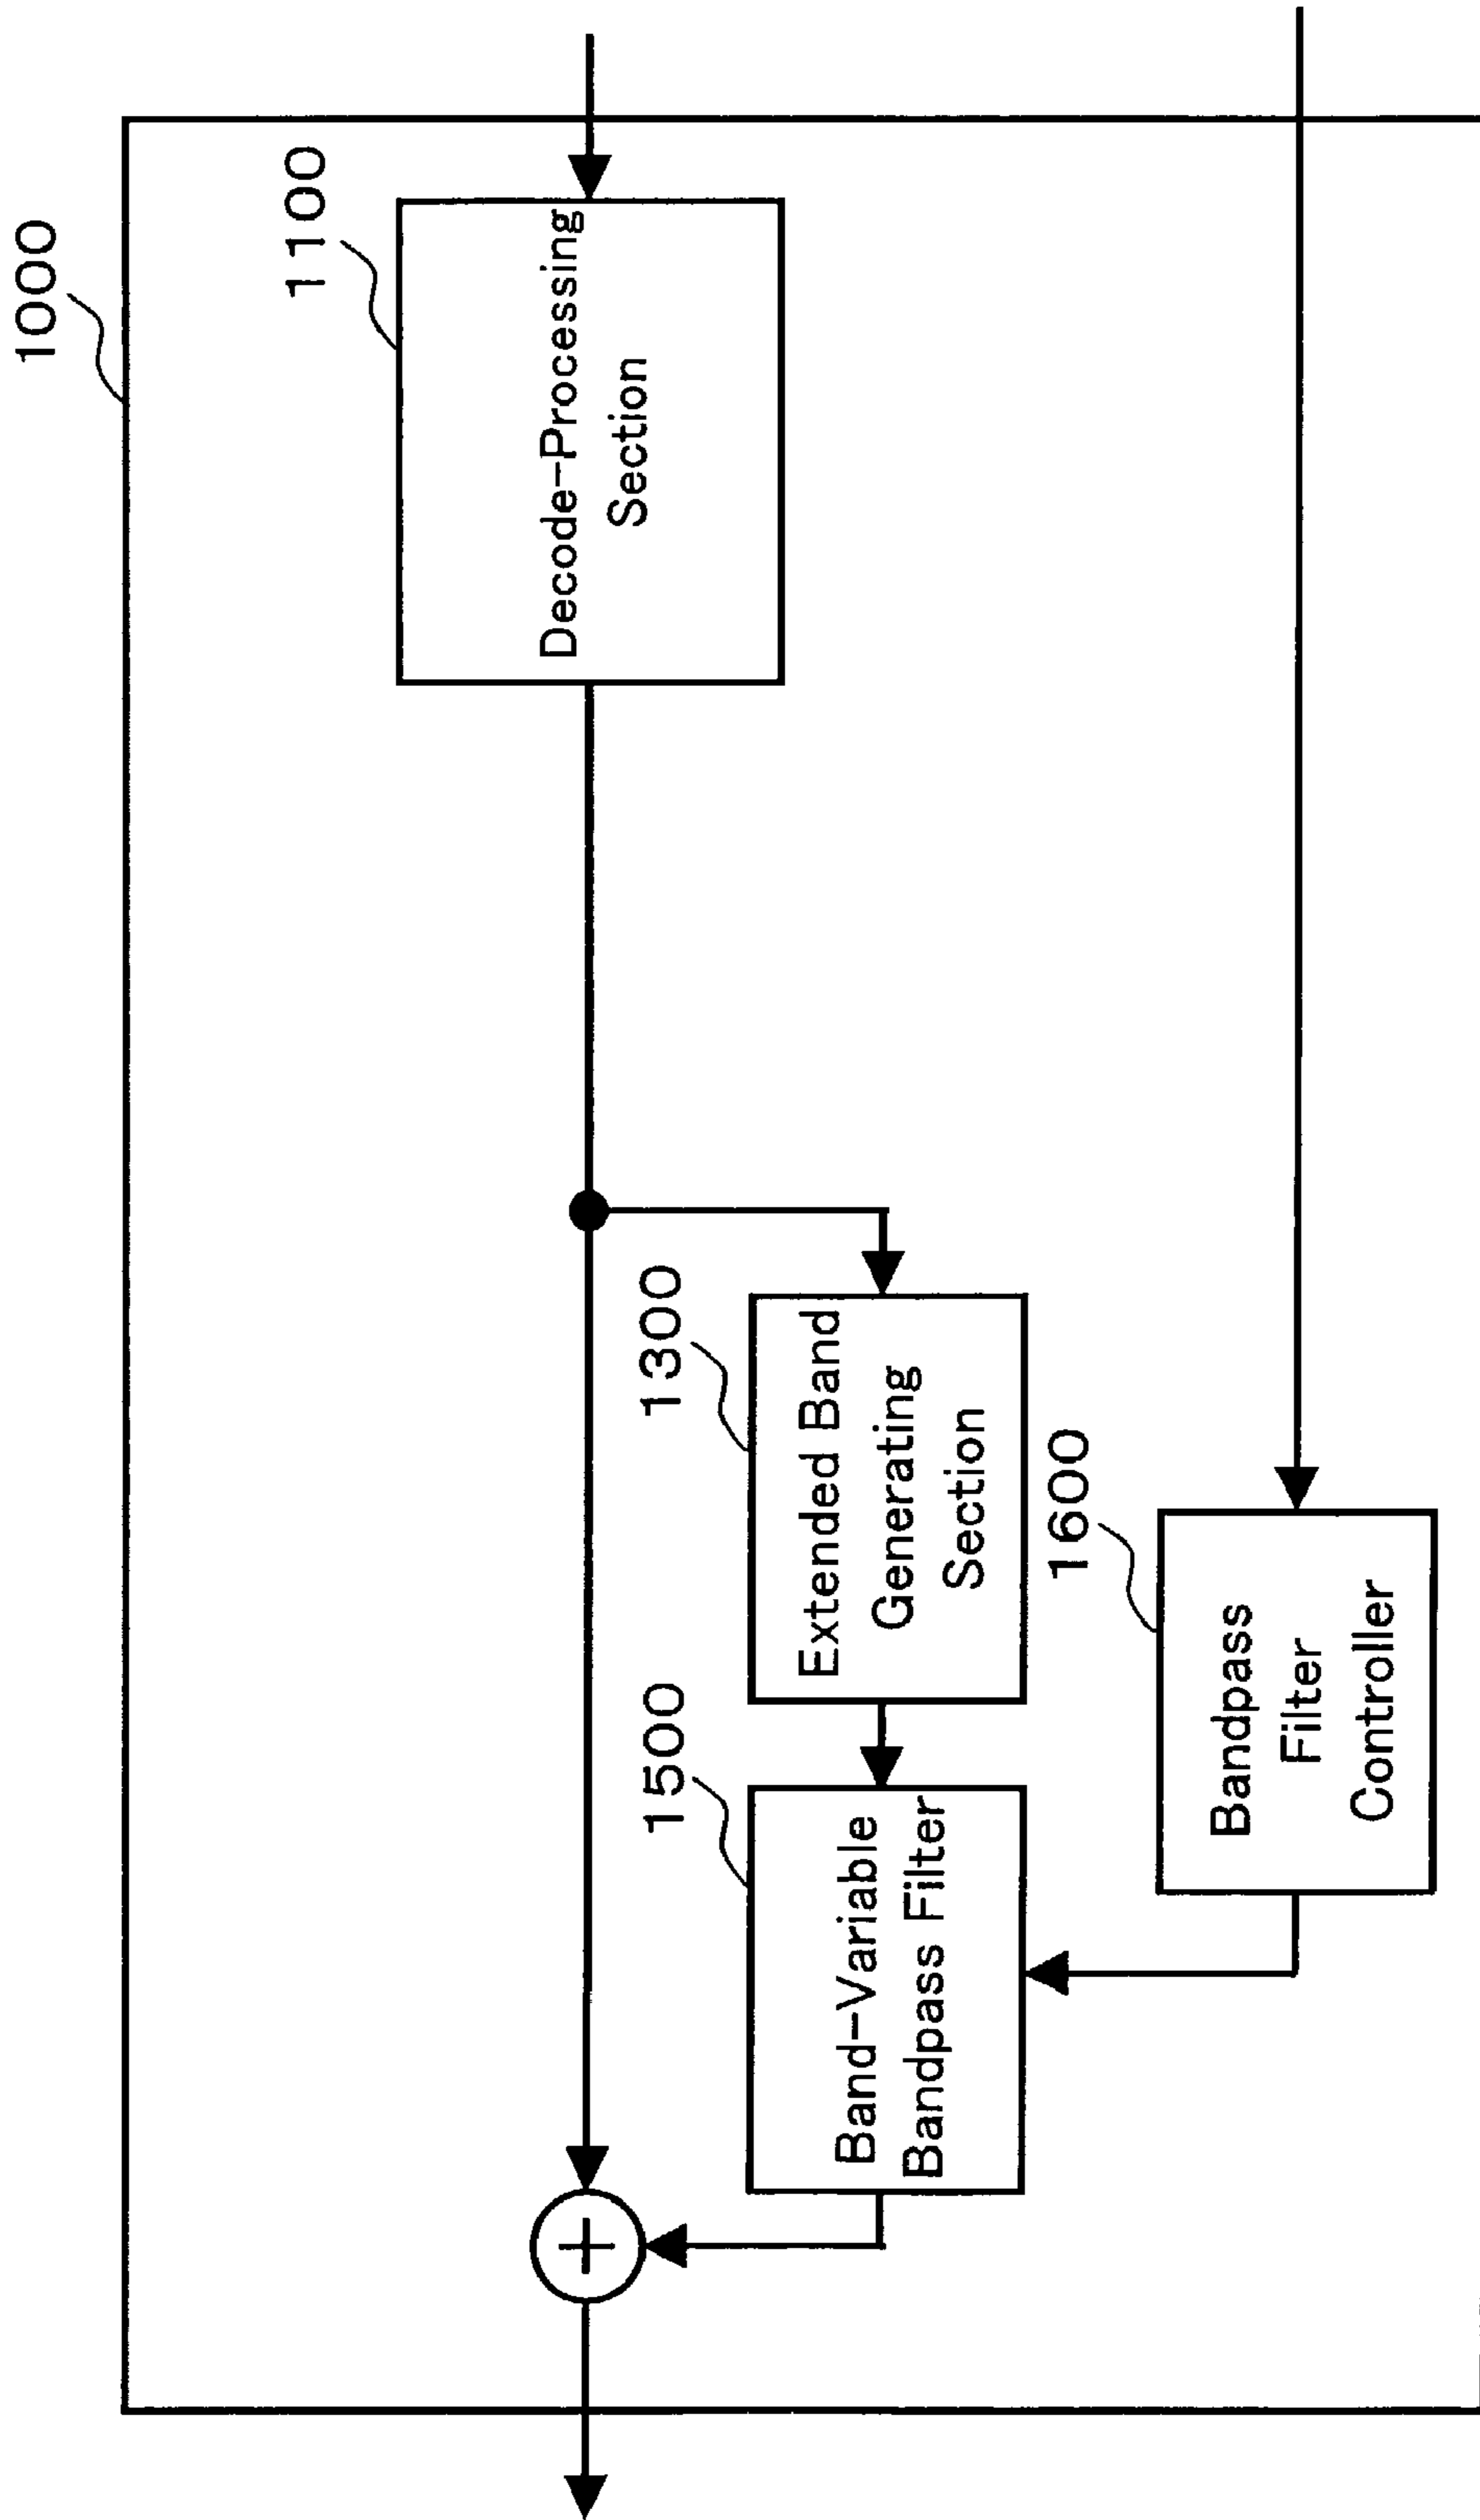 1000
1100
Decode-Processing
Section
1300
Extended Band
Generating
Section
1500
Band-Variable
Bandpass Filter
1600
Bandpass
Filter
Controller
+